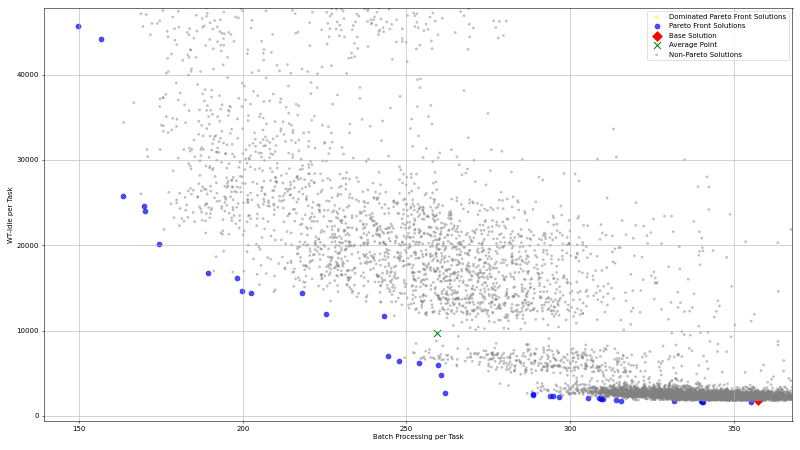 Dominated Pareto Front Solutions
Pareto Front Solutions
Base Solution
Average Point
Non-Pareto Solutions
WT-Idle per Task
40000
30000
20000
10000
0
150
200
250
300
350
Batch Processing per Task